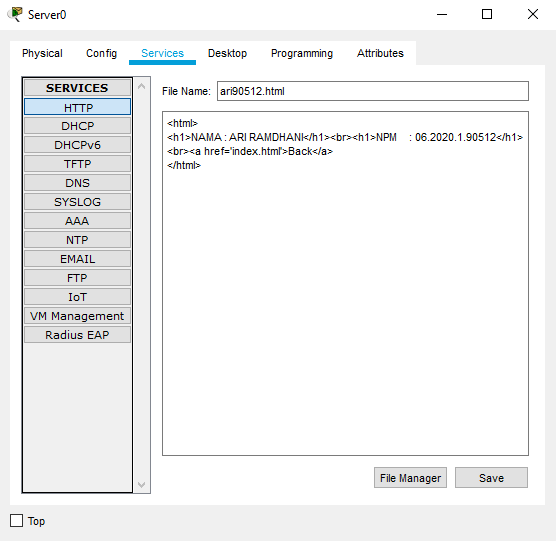 Server0
Physical Config Services Desktop Programming Attributes
SERVICES
HTTP
DHCP
DHCPv6
TFTP
DNS
SYSLOG
AAA
NTP
EMAIL
FTP
IoT
VM Management
Radius EAP
File Name: ari90512.html
<html>
<h1>NAMA : ARI RAMDHANI</h1><br><h1>NPM    : 06.2020.1.90512</h1>
<br><a href='index.html'>Back</a>
</html>
File Manager Save
Top